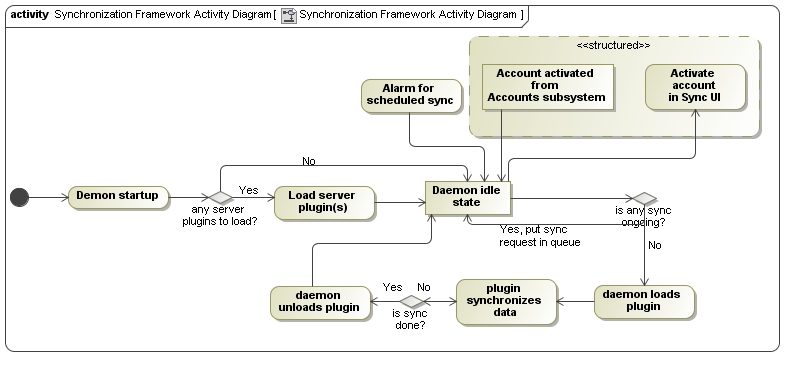 activity Synchronization Framework Activity Diagram [ Synchronization Framework Activity Diagram ]
<<structured>>
Account activated
from
Accounts subsystem
Activate
account
in Sync UI
Alarm for
scheduled sync
No
Demon startup
Yes
any server
plugins to load?
Load server
plugin(s)
Daemon idle
state
is any sync
ongoing?
Yes, put sync
request in queue
No
daemon
unloads plugin
Yes
No
is sync
done?
plugin
synchronizes
data
daemon loads
plugin